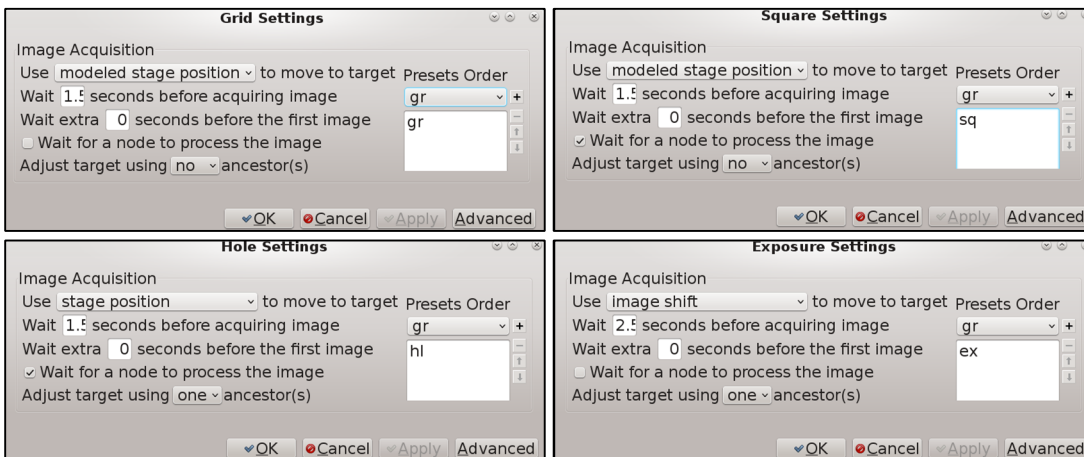 Grid Settings
Image Acquisition
Use modeled stage position to move to target Presets Order
Wait 1.5 seconds before acquiring image gr +
Wait extra 0 seconds before the first image gr
Wait for a node to process the image
Adjust target using no ancestor(s)
OK Cancel Apply Advanced
Square Settings
Image Acquisition
Use modeled stage position to move to target Presets Order
Wait 1.5 seconds before acquiring image gr +
Wait extra 0 seconds before the first image sq
Wait for a node to process the image
Adjust target using no ancestor(s)
OK Cancel Apply Advanced
Hole Settings
Image Acquisition
Use stage position to move to target Presets Order
Wait 1.5 seconds before acquiring image gr +
Wait extra 0 seconds before the first image hl
Wait for a node to process the image
Adjust target using one ancestor(s)
OK Cancel Apply Advanced
Exposure Settings
Image Acquisition
Use image shift to move to target Presets Order
Wait 2.5 seconds before acquiring image gr +
Wait extra 0 seconds before the first image ex
Wait for a node to process the image
Adjust target using one ancestor(s)
OK Cancel Apply Advanced